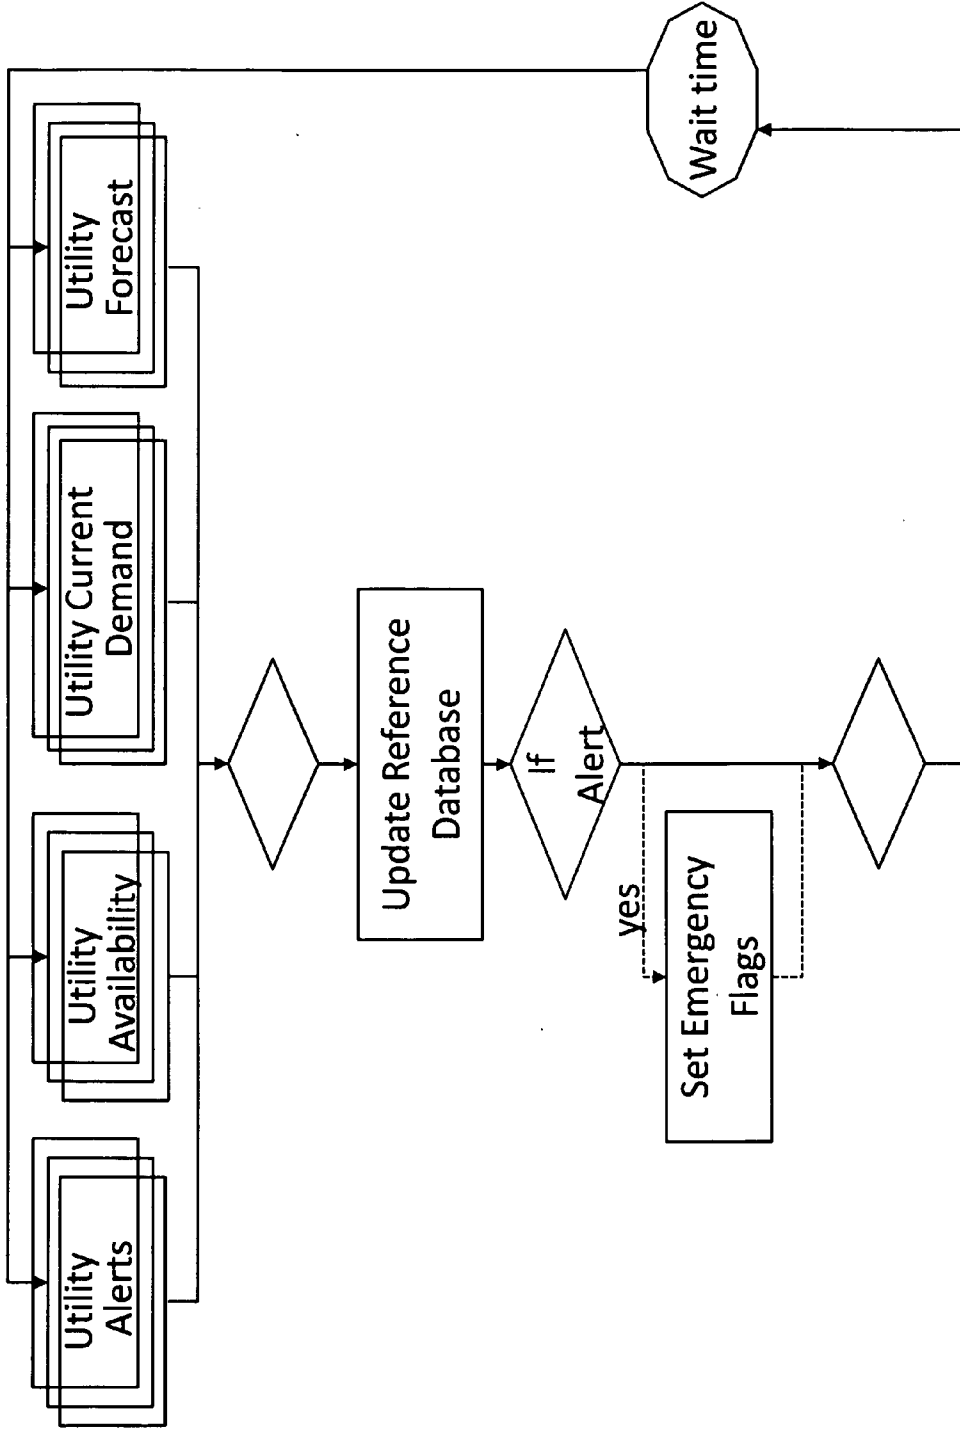 Utility
Alerts
Utility
Availability
Utility Current
Demand
Utility
Forecast
Update Reference
Database
If
Alert
yes
Set Emergency
Flags
Wait time